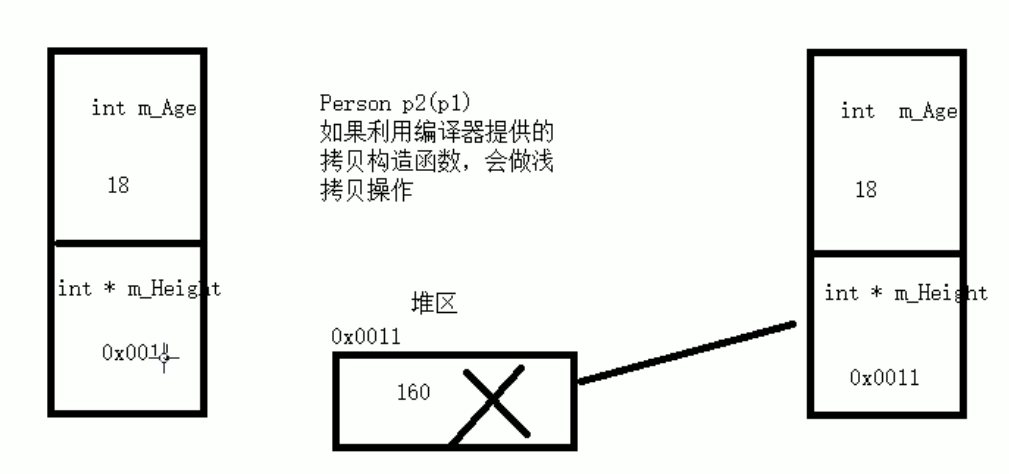 int m_Age
18
int * m_Height
0x0011
Person p2(p1)
如果利用编译器提供的
拷贝构造函数，会做浅
拷贝操作
堆区
0x0011
160
int m_Age
18
int * m_Height
0x0011